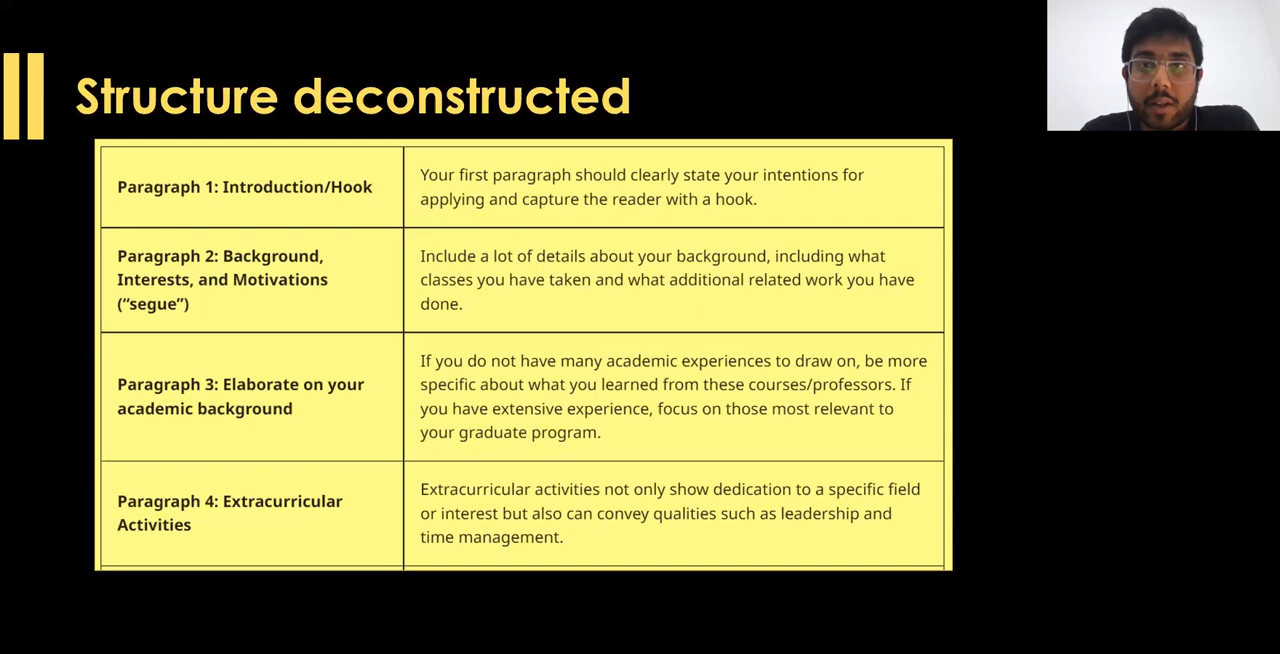 Structure deconstructed
Paragraph 1: Introduction/Hook
Your first paragraph should clearly state your intentions for
applying and capture the reader with a hook.
Paragraph 2: Background,
Interests, and Motivations
(“segue”)
Include a lot of details about your background, including what
classes you have taken and what additional related work you have
done.
Paragraph 3: Elaborate on your
academic background
If you do not have many academic experiences to draw on, be more
specific about what you learned from these courses/professors. If
you have extensive experience, focus on those most relevant to
your graduate program.
Paragraph 4: Extracurricular
Activities
Extracurricular activities not only show dedication to a specific field
or interest but also can convey qualities such as leadership and
time management.